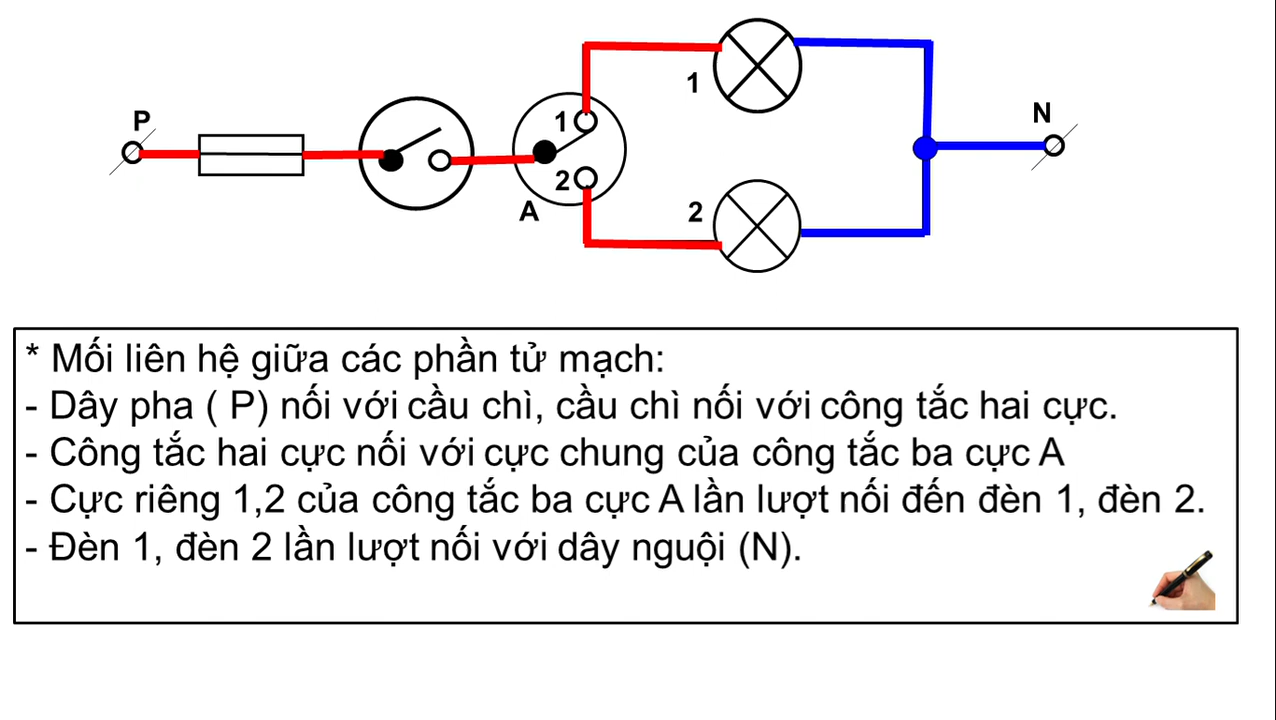 P
N
1
1
2
2
A
* Mối liên hệ giữa các phần tử mạch:
- Dây pha ( P) nối với cầu chì, cầu chì nối với công tắc hai cực.
- Công tắc hai cực nối với cực chung của công tắc ba cực A
- Cực riêng 1,2 của công tắc ba cực A lần lượt nối đến đèn 1, đèn 2.
- Đèn 1, đèn 2 lần lượt nối với dây nguội (N).